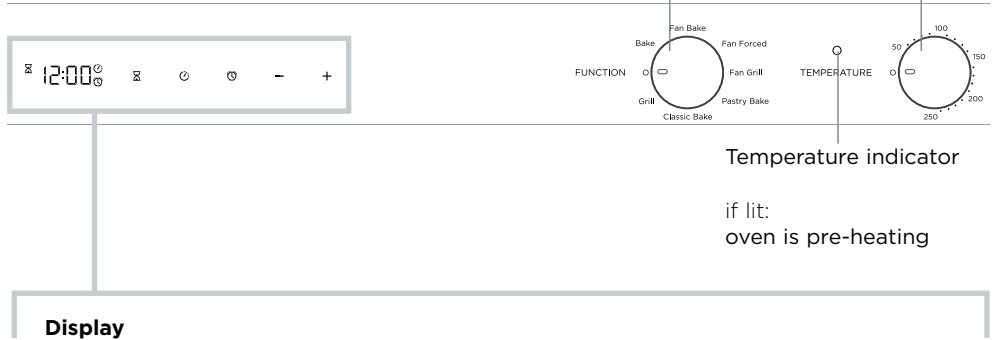 Fan Bake
Bake
Fan Forced
FUNCTION
Fan Grill
Grill
Pastry Bake
Classic Bake
12:00
TEMPERATURE
50
100
150
200
250
Temperature indicator
if lit:
oven is pre-heating
Display